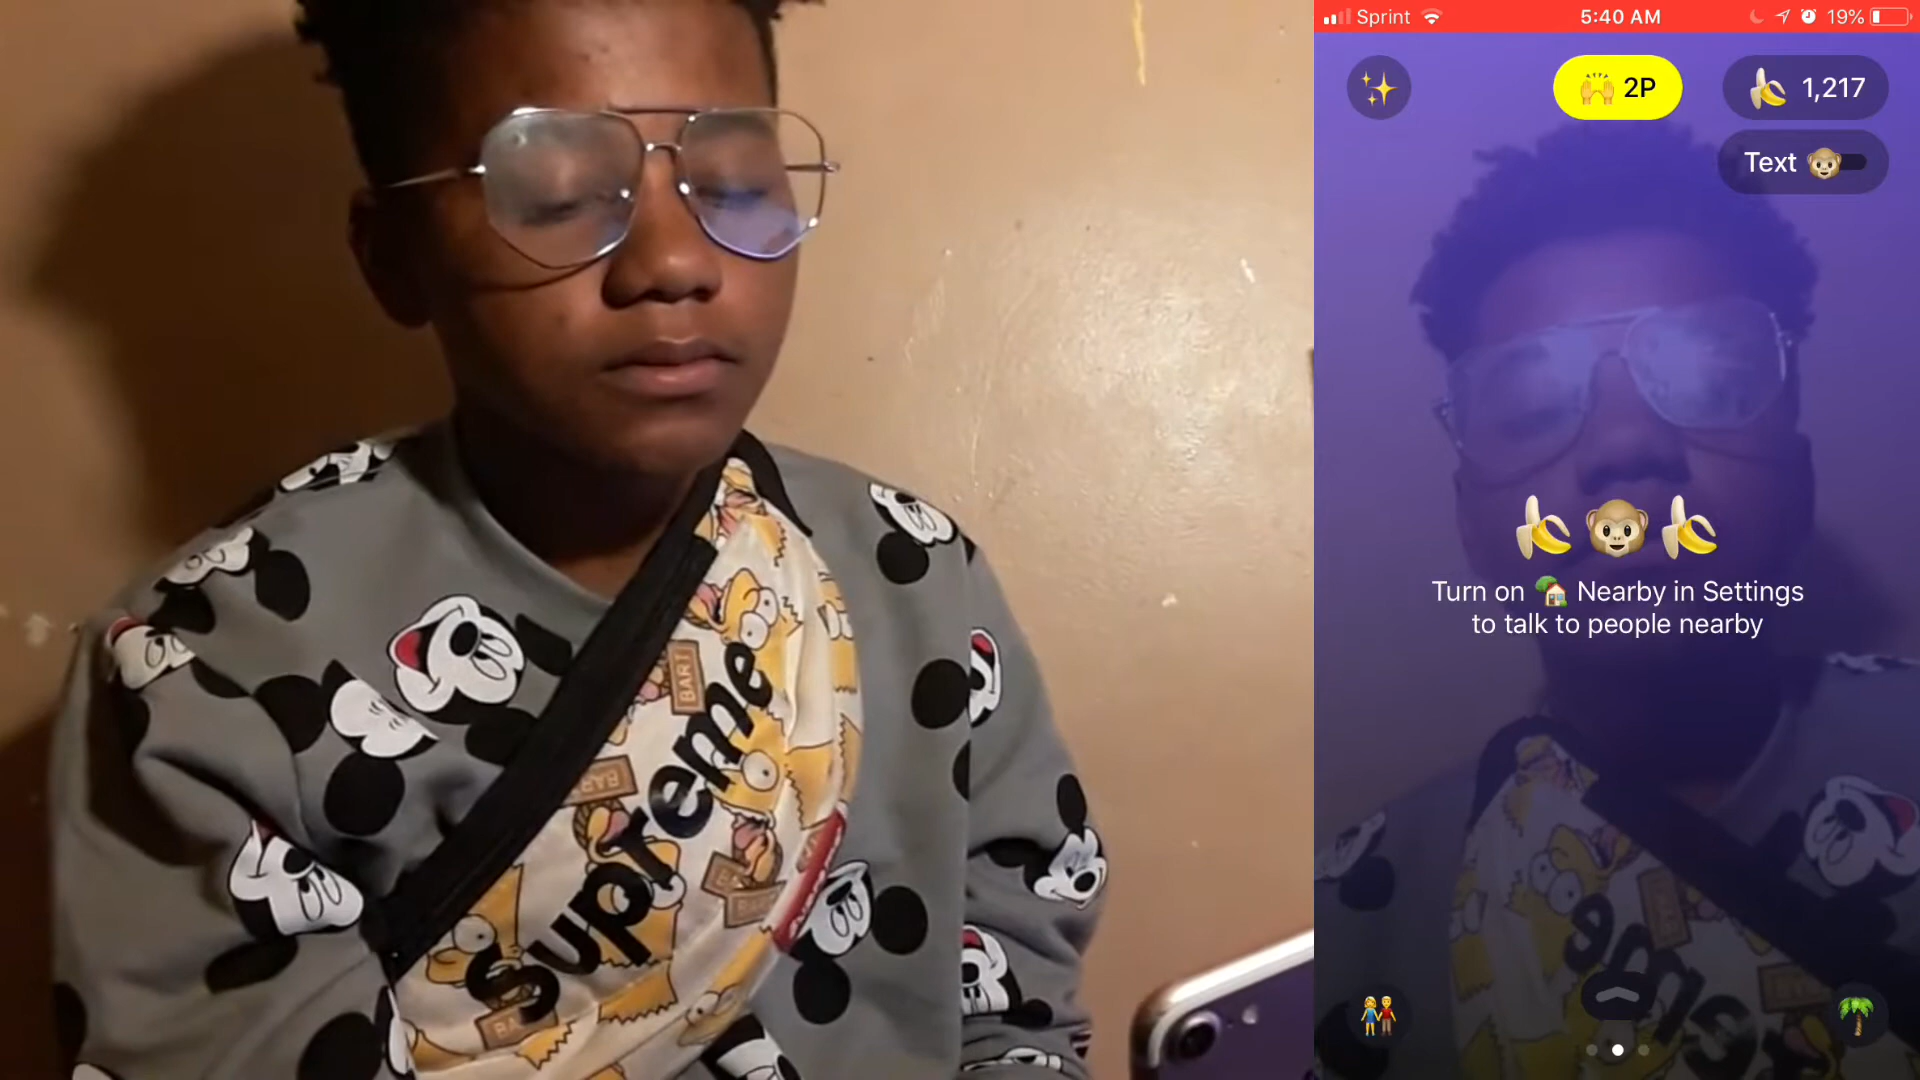 Sprint 5:40 AM 19%
2P 1,217
Text
Turn on Nearby in Settings
to talk to people nearby
BART
Supreme
BART